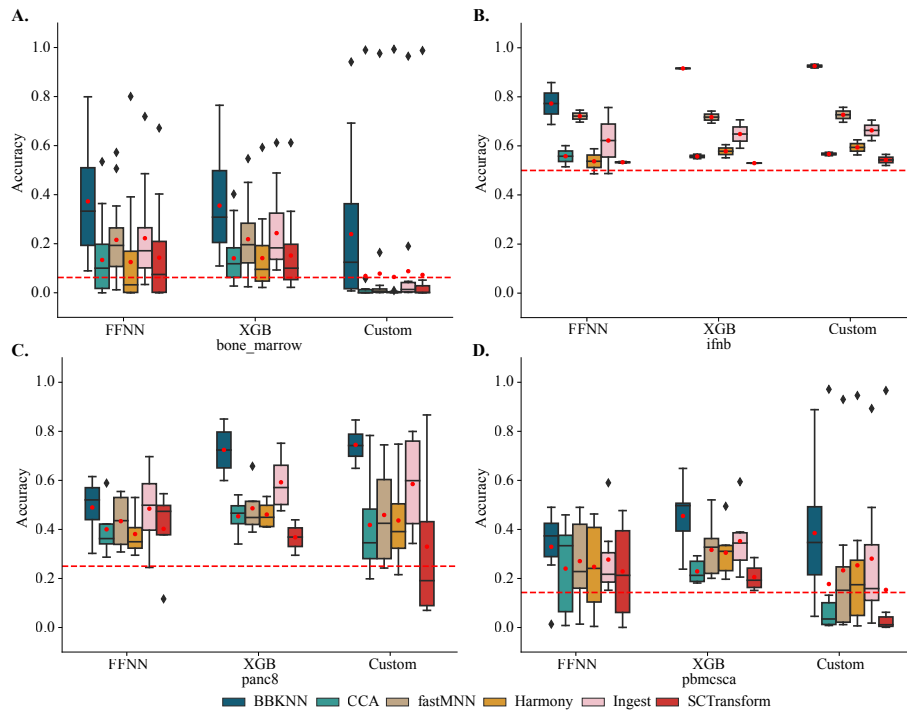 A.
B.
1.0
0.8
0.6
0.4
0.2
0.0
Accuracy
FFNN
XGB
Custom
bone_marrow
1.0
0.8
0.6
0.4
0.2
0.0
Accuracy
FFNN
XGB
Custom
ifnb
C.
D.
1.0
0.8
0.6
0.4
0.2
0.0
Accuracy
FFNN
XGB
Custom
panc8
1.0
0.8
0.6
0.4
0.2
0.0
Accuracy
FFNN
XGB
Custom
pbmcsca
BBKNN CCA fastMNN Harmony Ingest SCTransform